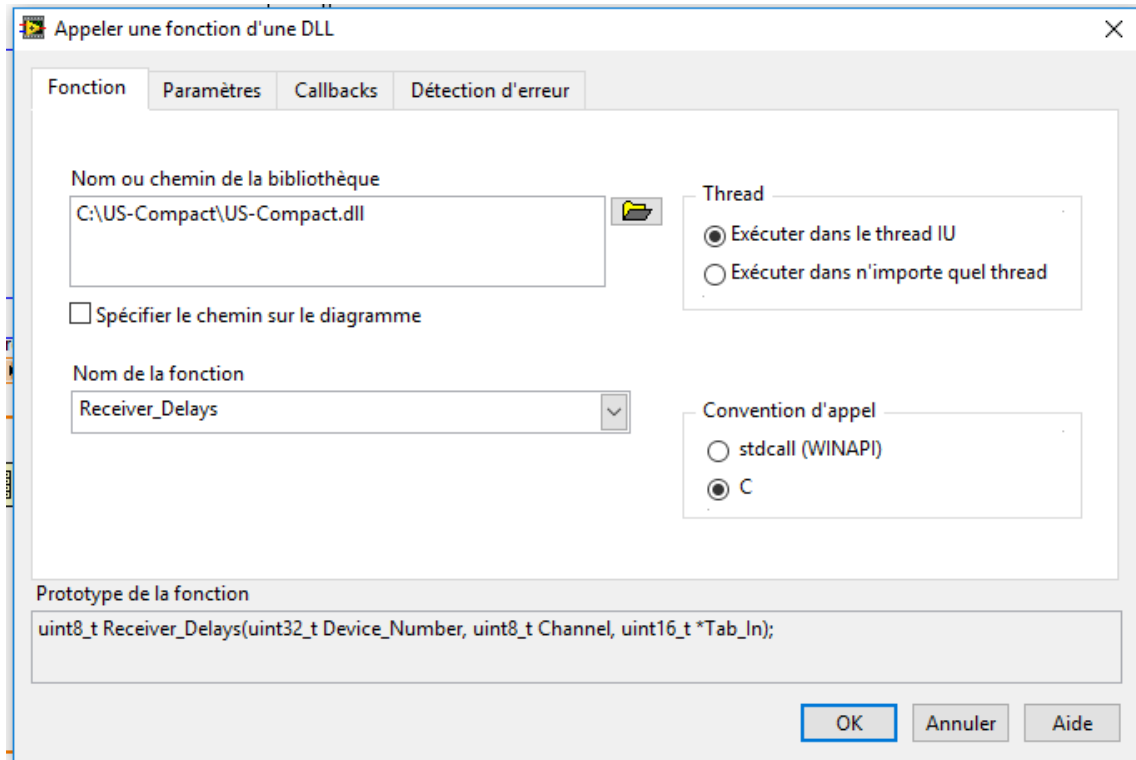 Appeler une fonction d'une DLL
Fonction
Paramètres
Callbacks
Détection d'erreur
Nom ou chemin de la bibliothèque
C:\US-Compact\US-Compact.dll
Spécifier le chemin sur le diagramme
Nom de la fonction
Receiver_Delays
Thread
Exécuter dans le thread IU
Exécuter dans n'importe quel thread
Convention d'appel
stdcall (WINAPI)
C
Prototype de la fonction
uint8_t Receiver_Delays(uint32_t Device_Number, uint8_t Channel, uint16_t *Tab_In);
OK
Annuler
Aide